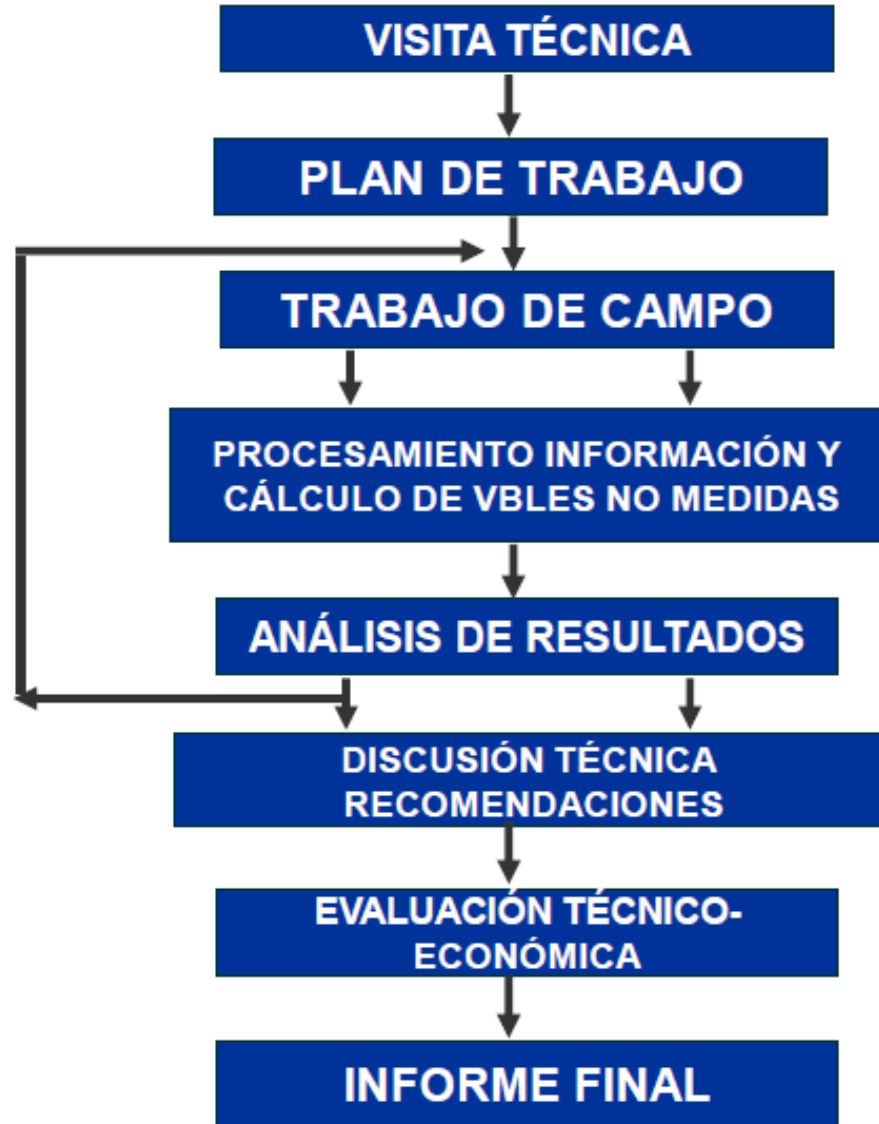 VISITA TÉCNICA
PLAN DE TRABAJO
TRABAJO DE CAMPO
PROCESAMIENTO INFORMACIÓN Y
CÁLCULO DE VBLES NO MEDIDAS
ANÁLISIS DE RESULTADOS
DISCUSIÓN TÉCNICA
RECOMENDACIONES
EVALUACIÓN TÉCNICO-
ECONÓMICA
INFORME FINAL